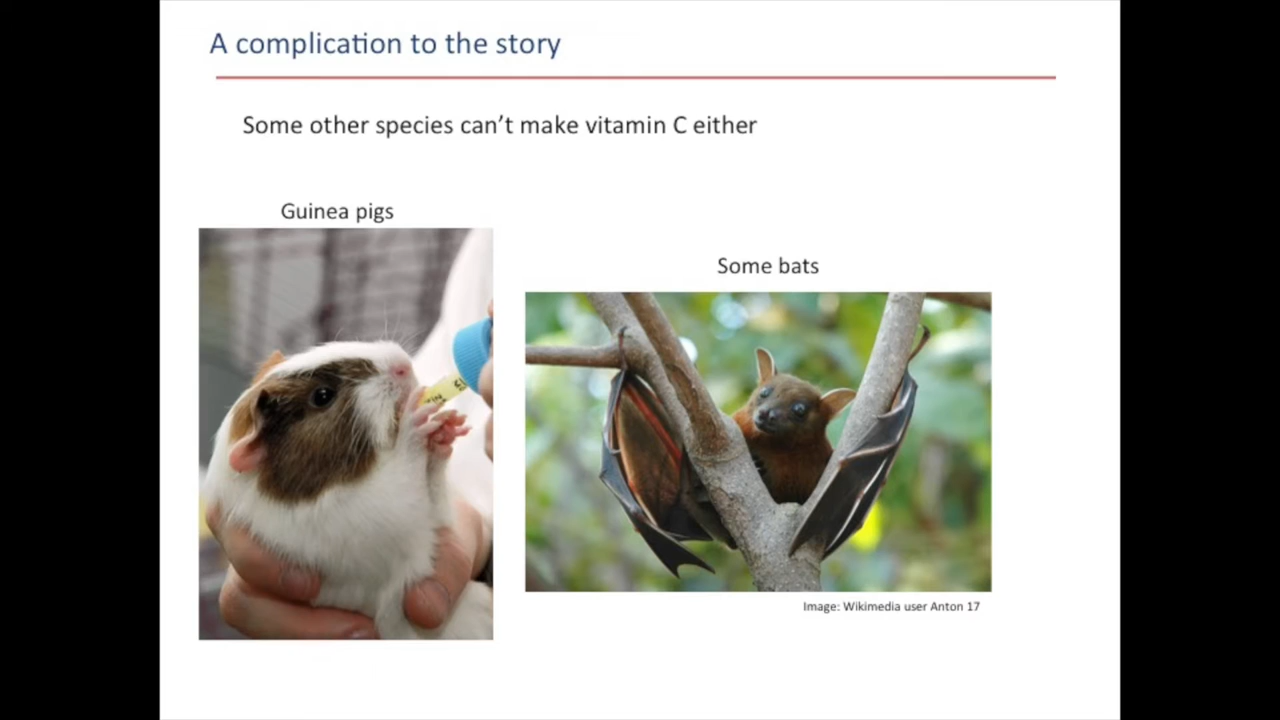 A complication to the story
Some other species can't make vitamin C either
Guinea pigs
Some bats
Image: Wikimedia user Anton 17